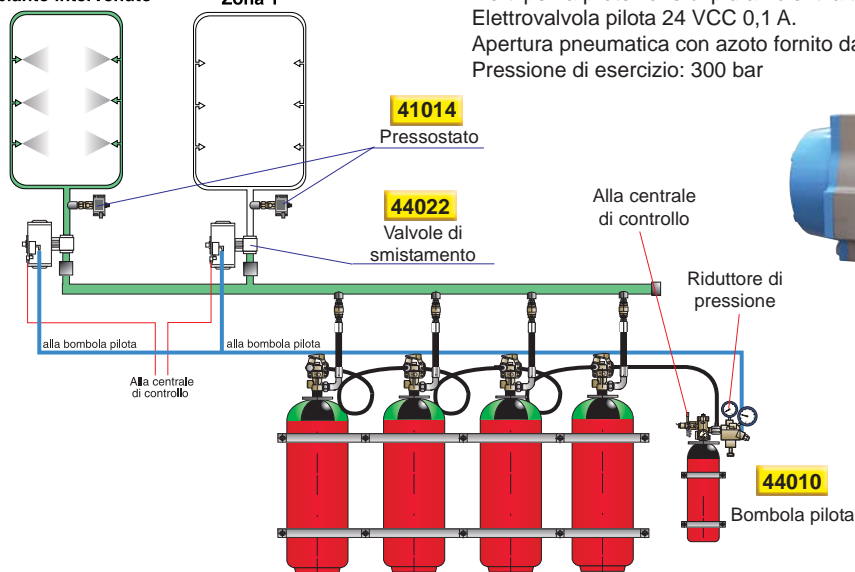 Zona 1
Elettrovalvola pilota 24 VCC 0,1 A.
Apertura pneumatica con azoto fornito da
Pressione di esercizio: 300 bar
41014
Pressostato
44022
Valvole di
smistamento
Alla centrale
di controllo
Riduttore di
pressione
alla bombola pilota
alla bombola pilota
Alla centrale
di controllo
44010
Bombola pilota